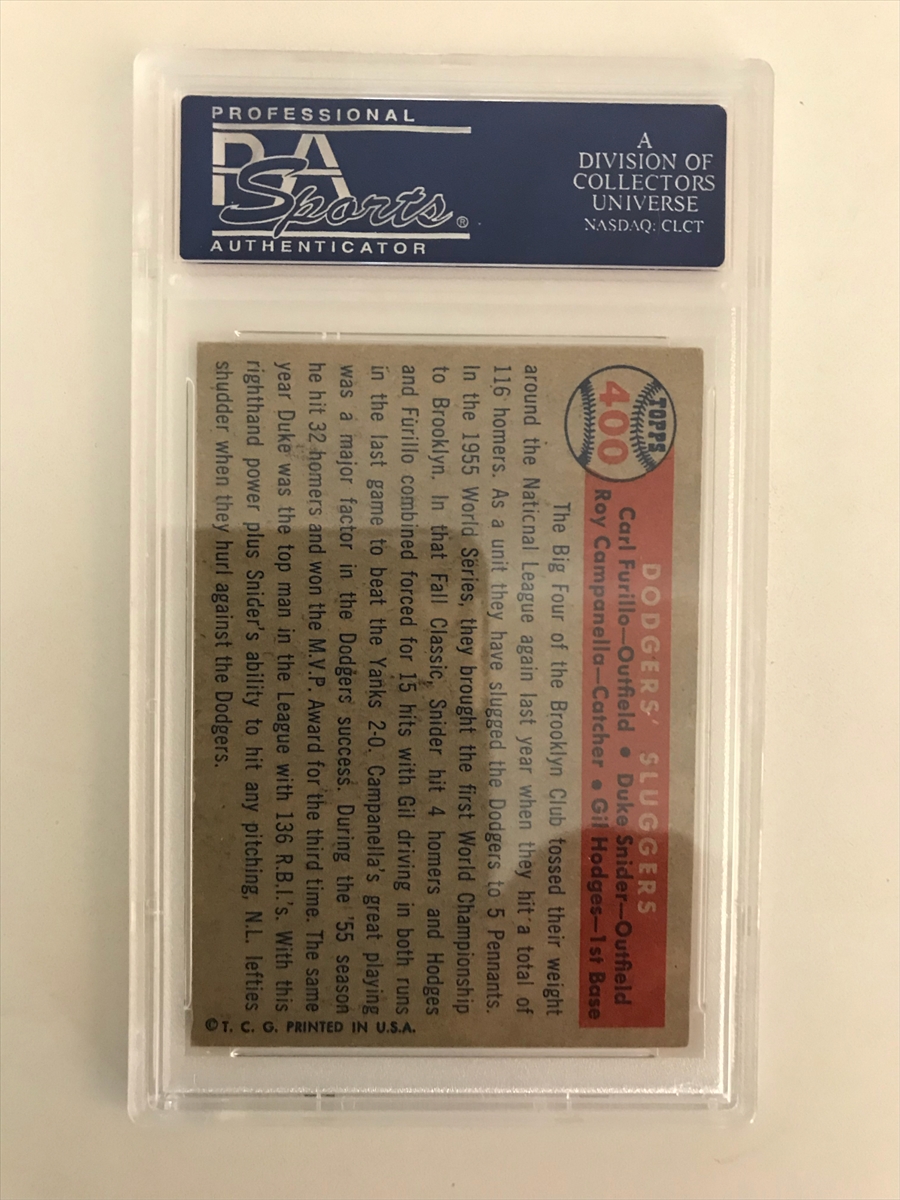 PROFESSIONAL
PSA
Sports®
AUTHENTICATOR
A
DIVISION OF
COLLECTORS
UNIVERSE
NASDAQ: CLCT
TOPPS
400
DODGERS' SLUGGERS
Carl Furillo—Outfield • Duke Snider—Outfield
Roy Campanella—Catcher • Gil Hodges—1st Base
The Big Four of the Brooklyn Club tossed their weight
around the National League again last year when they hit a total of
116 homers. As a unit they have slugged the Dodgers to 5 Pennants.
In the 1955 World Series, they brought the first World Championship
to Brooklyn. In that Fall Classic, Snider hit 4 homers and Hodges
and Furillo combined forced for 15 hits with Gil driving in both runs
in the last game to beat the Yanks 2-0. Campanella's great playing
was a major factor in the Dodgers' success. During the '55 season
he hit 32 homers and won the M.V.P. Award for the third time. The same
year Duke was the top man in the League with 136 R.B.I.'s. With this
righthand power plus Snider's ability to hit any pitching, N.L. lefties
shudder when they hurl against the Dodgers.
© T. C. G. PRINTED IN U.S.A.